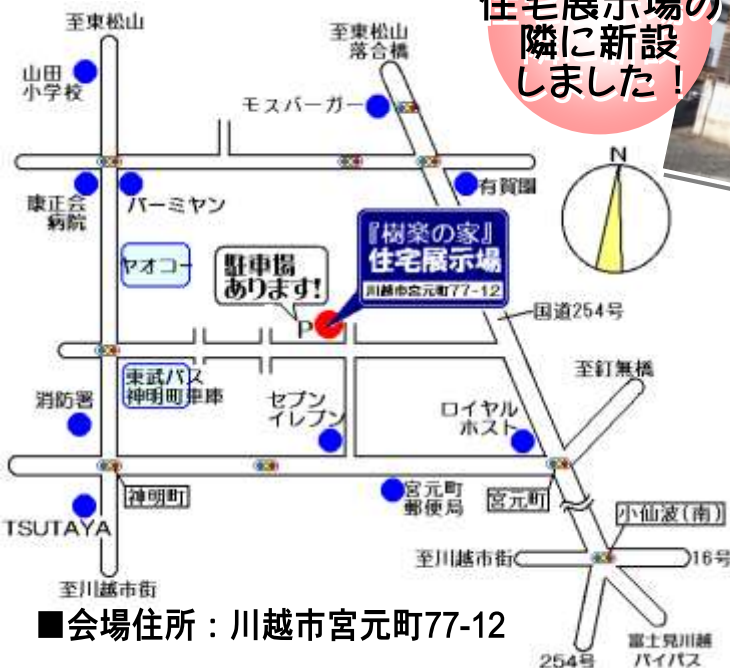 住宅展示場の
隣に新設
しました！
至東松山
至東松山
落合橋
山田
小学校
モスバーガー
N
康正会
病院
バーミヤン
有賀園
ヤオコー
駐車場
あります!
『樹楽の家』
住宅展示場
川越市宮元町77-12
P
国道254号
至釘無橋
東武バス
神明町車庫
消防署
セブン
イレブン
ロイヤル
ホスト
神明町
宮元町
郵便局
宮元町
小仙波(南)
TSUTAYA
至川越市街
16号
至川越市街
■会場住所：川越市宮元町77-12
254号
富士見川越
バイパス